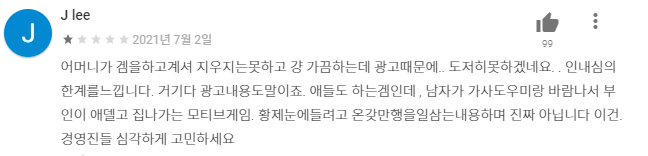 J
J lee
2021년 7월 2일
99
어머니가 겜을하고계셔 지우지는못하고 걍 가끔하는데 광고때문에.. 도저히못하겠네요. . 인내심의
한계를느낍니다. 거기다 광고내용도말이죠. 애들도 하는겜인데 , 남자가 가사도우미랑 바람나서 부
인이 애델고 집나가는 모티브게임. 황제눈에들려고 온갖만행을일삼는내용하며 진짜 아닙니다 이건.
경영진들 심각하게 고민하세요